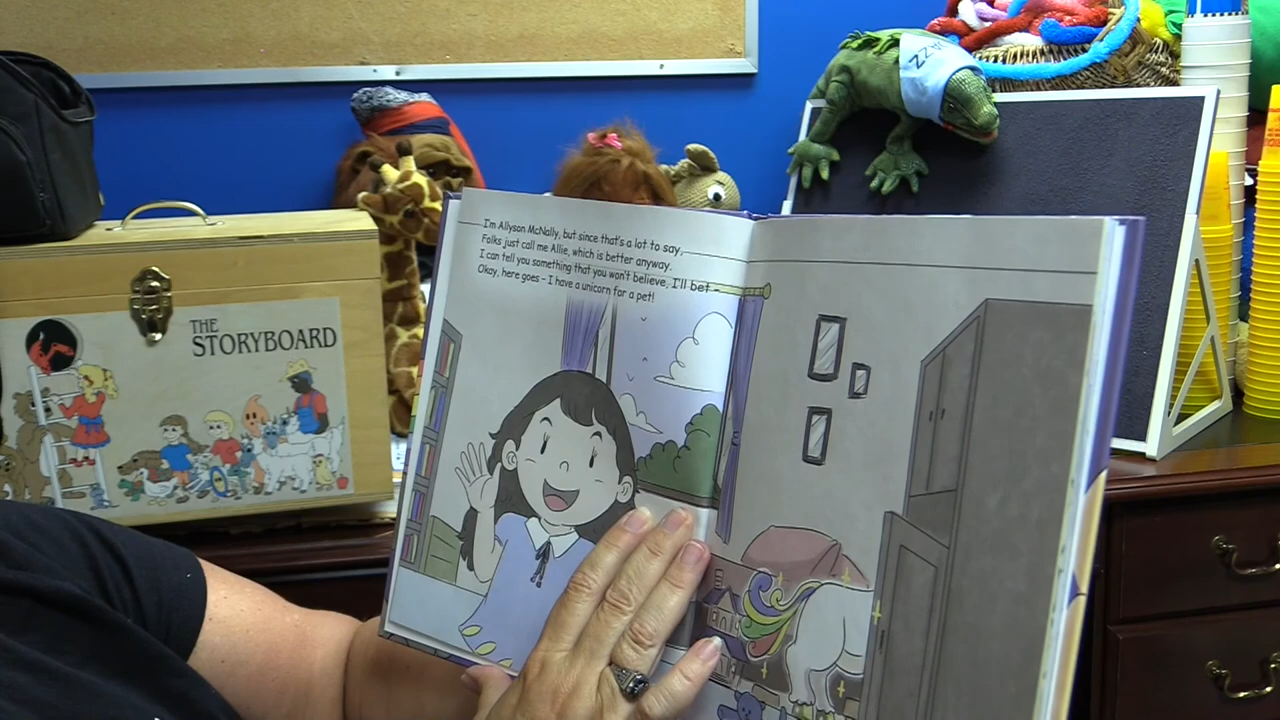 JAZZ
THE
STORYBOARD
I'm Allyson McNally, but since that's a lot to say,
Folks just call me Allie, which is better anyway.
I can tell you something that you won't believe, I'll bet
Okay, here goes – I have a unicorn for a pet!